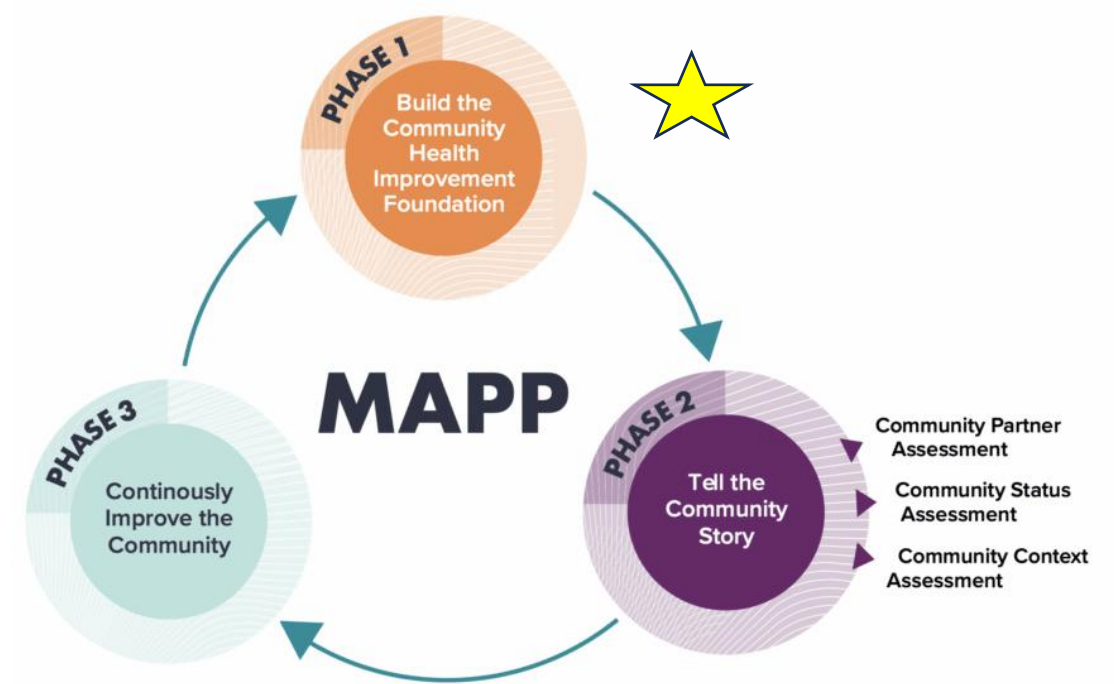 PHASE 1
Build the
Community
Health
Improvement
Foundation
MAPP
PHASE 2
Tell the
Community
Story
Community Partner
Assessment
Community Status
Assessment
Community Context
Assessment
PHASE 3
Continously
Improve the
Community